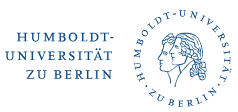 HUMBOLDT-
UNIVERSITÄT
ZU BERLIN
HUMBOLDT-UNIVERSITÄT · ZU BERLIN ·